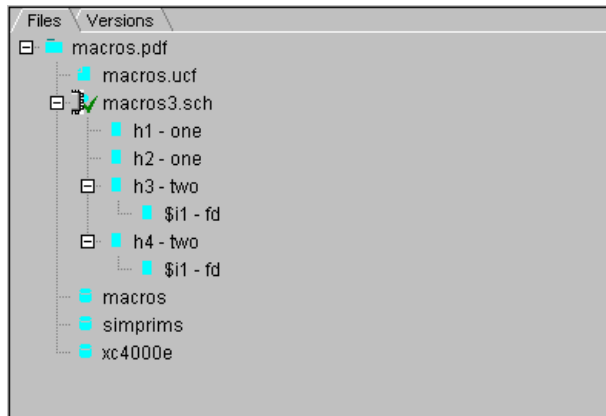 Files Versions
macros.pdf
macros.ucf
macros3.sch
h1 - one
h2 - one
h3 - two
$i1 - fd
h4 - two
$i1 - fd
macros
simprims
xc4000e